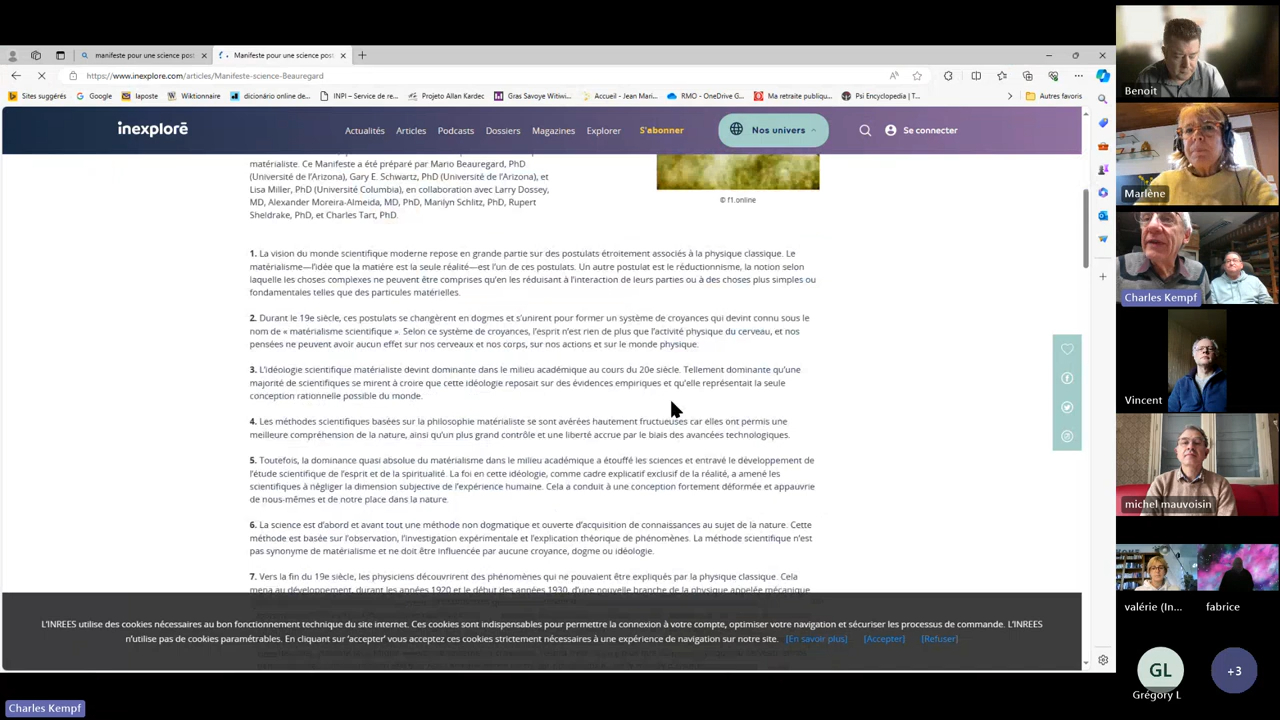 manifeste pour une science post
Manifeste pour une science post
https://www.inexplore.com/articles/Manifeste-science-Beauregard
Sites suggérés
Google
laposte
Wiktionnaire
dicionário online de...
INPI – Service de re...
Projeto Allan Kardec
Gras Savoye Witiwi...
Accueil - Jean Mari...
RMO - OneDrive G...
Ma retraite publiqu...
Psi Encyclopedia | T...
Autres favoris
inexploré
Actualités
Articles
Podcasts
Dossiers
Magazines
Explorer
S'abonner
Nos univers
Se connecter
matérialiste. Ce Manifeste a été préparé par Mario Beauregard, PhD
(Université de l'Arizona), Gary E. Schwartz, PhD (Université de l'Arizona), et
Lisa Miller, PhD (Université Columbia), en collaboration avec Larry Dossey,
MD, Alexander Moreira-Almeida, MD, PhD, Marilyn Schlitz, PhD, Rupert
Sheldrake, PhD, et Charles Tart, PhD.
© f1.online
1. La vision du monde scientifique moderne repose en grande partie sur des postulats étroitement associés à la physique classique. Le
matérialisme—l'idée que la matière est la seule réalité—est l'un de ces postulats. Un autre postulat est le réductionnisme, la notion selon
laquelle les choses complexes ne peuvent être comprises qu'en les réduisant à l'interaction de leurs parties ou à des choses plus simples ou
fondamentales telles que des particules matérielles.
2. Durant le 19e siècle, ces postulats se changèrent en dogmes et s'unirent pour former un système de croyances qui devint connu sous le
nom de « matérialisme scientifique ». Selon ce système de croyances, l'esprit n'est rien de plus que l'activité physique du cerveau, et nos
pensées ne peuvent avoir aucun effet sur nos cerveaux et nos corps, sur nos actions et sur le monde physique.
3. L'idéologie scientifique matérialiste devint dominante dans le milieu académique au cours du 20e siècle. Tellement dominante qu'une
majorité de scientifiques se mirent à croire que cette idéologie reposait sur des évidences empiriques et qu'elle représentait la seule
conception rationnelle possible du monde.
4. Les méthodes scientifiques basées sur la philosophie matérialiste se sont avérées hautement fructueuses car elles ont permis une
meilleure compréhension de la nature, ainsi qu'un plus grand contrôle et une liberté accrue par le biais des avancées technologiques.
5. Toutefois, la dominance quasi absolue du matérialisme dans le milieu académique a étouffé les sciences et entravé le développement de
l'étude scientifique de l'esprit et de la spiritualité. La foi en cette idéologie, comme cadre explicatif exclusif de la réalité, a amené les
scientifiques à négliger la dimension subjective de l'expérience humaine. Cela a conduit à une conception fortement déformée et appauvrie
de nous-mêmes et de notre place dans la nature.
6. La science est d'abord et avant tout une méthode non dogmatique et ouverte d'acquisition de connaissances au sujet de la nature. Cette
méthode est basée sur l'observation, l'investigation expérimentale et l'explication théorique de phénomènes. La méthode scientifique n'est
pas synonyme de matérialisme et ne doit être influencée par aucune croyance, dogme ou idéologie.
7. Vers la fin du 19e siècle, les physiciens découvrirent des phénomènes qui ne pouvaient être expliqués par la physique classique. Cela
mena au développement, durant les années 1920 et le début des années 1930, d'une nouvelle branche de la physique appelée mécanique
L'INREES utilise des cookies nécessaires au bon fonctionnement technique du site internet. Ces cookies sont indispensables pour permettre la connexion à votre compte, optimiser votre navigation et sécuriser les processus de commande. L'INREES
n'utilise pas de cookies paramétrables. En cliquant sur 'accepter' vous acceptez ces cookies strictement nécessaires à une expérience de navigation sur notre site. [En savoir plus] [Accepter] [Refuser]
Benoit
Marlène
Charles Kempf
Vincent
michel mauvoisin
valérie (In...
fabrice
GL
Grégory L
+3
Charles Kempf